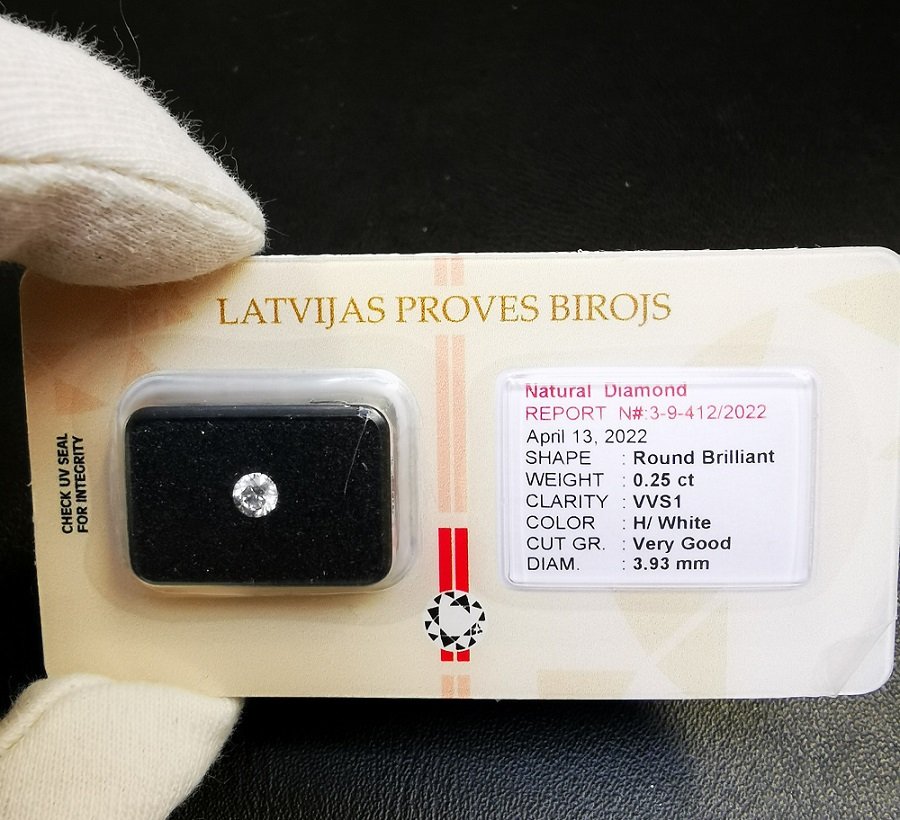 LATVIJAS PROVES BIROJS
CHECK UV SEAL
FOR INTEGRITY
Natural Diamond
REPORT N#:3-9-412/2022
April 13, 2022
SHAPE : Round Brilliant
WEIGHT : 0.25 ct
CLARITY : VVS1
COLOR : H/ White
CUT GR. : Very Good
DIAM. : 3.93 mm